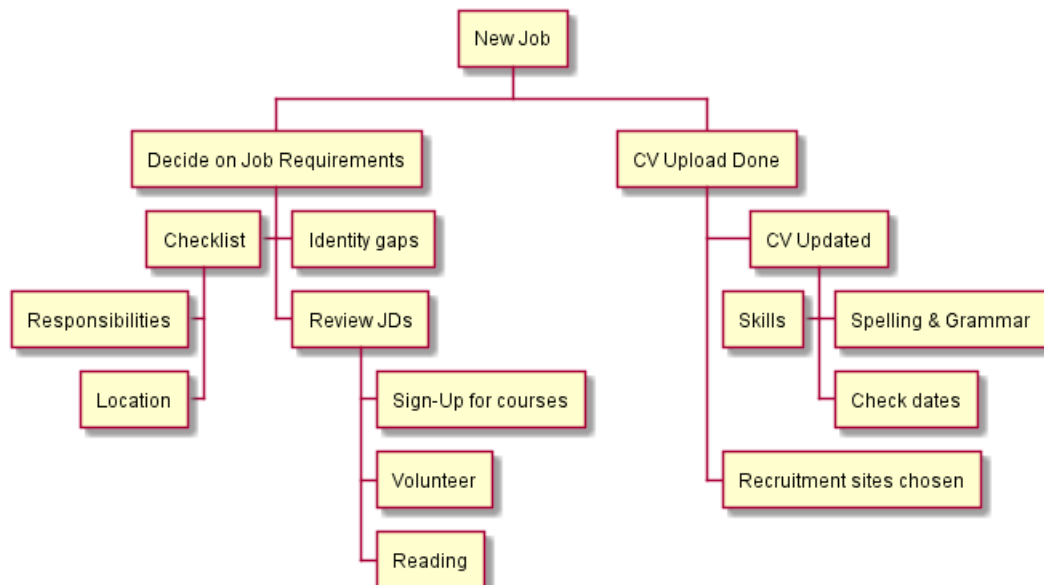 New Job
Decide on Job Requirements
CV Upload Done
Checklist
Identity gaps
CV Updated
Responsibilities
Review JDs
Skills
Spelling & Grammar
Location
Sign-Up for courses
Check dates
Volunteer
Recruitment sites chosen
Reading